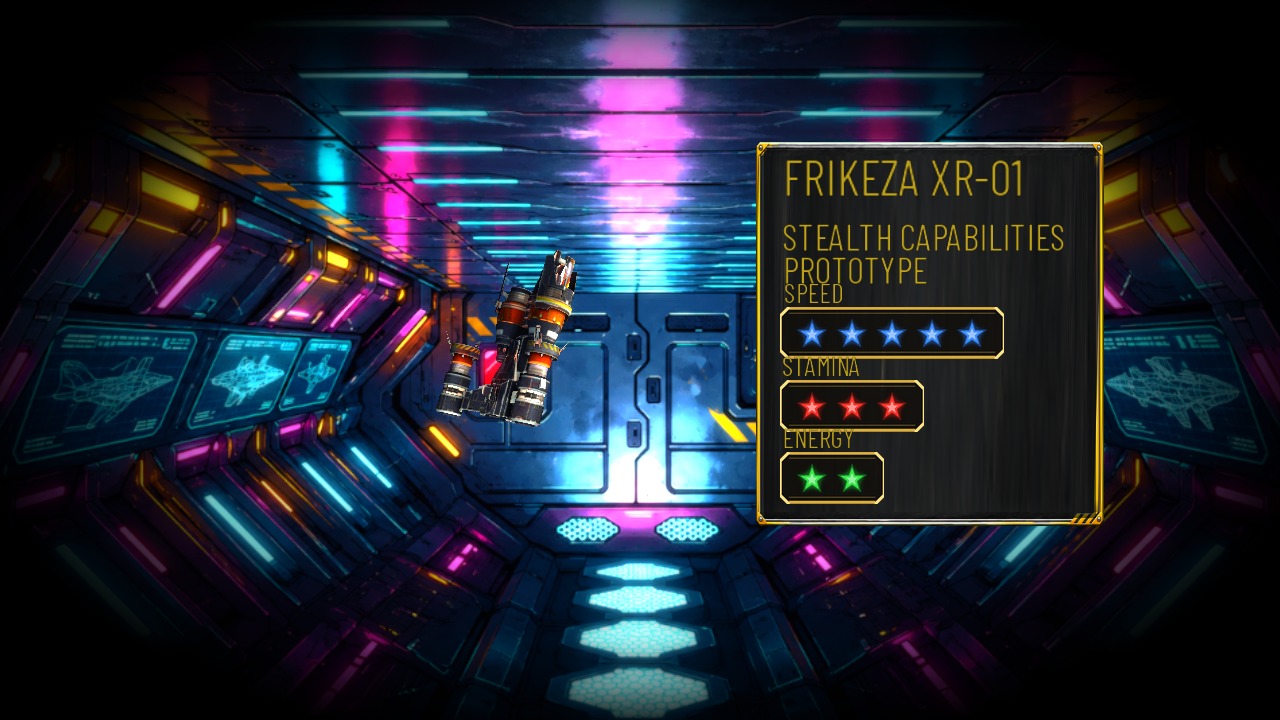 FRIKEZA XR-01
STEALTH CAPABILITIES
PROTOTYPE
SPEED
STAMINA
ENERGY